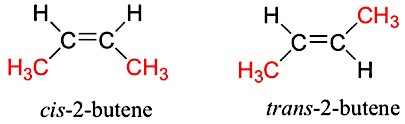 H H H CH₃
C=C C=C
H₃C CH₃ H₃C H
cis-2-butene trans-2-butene